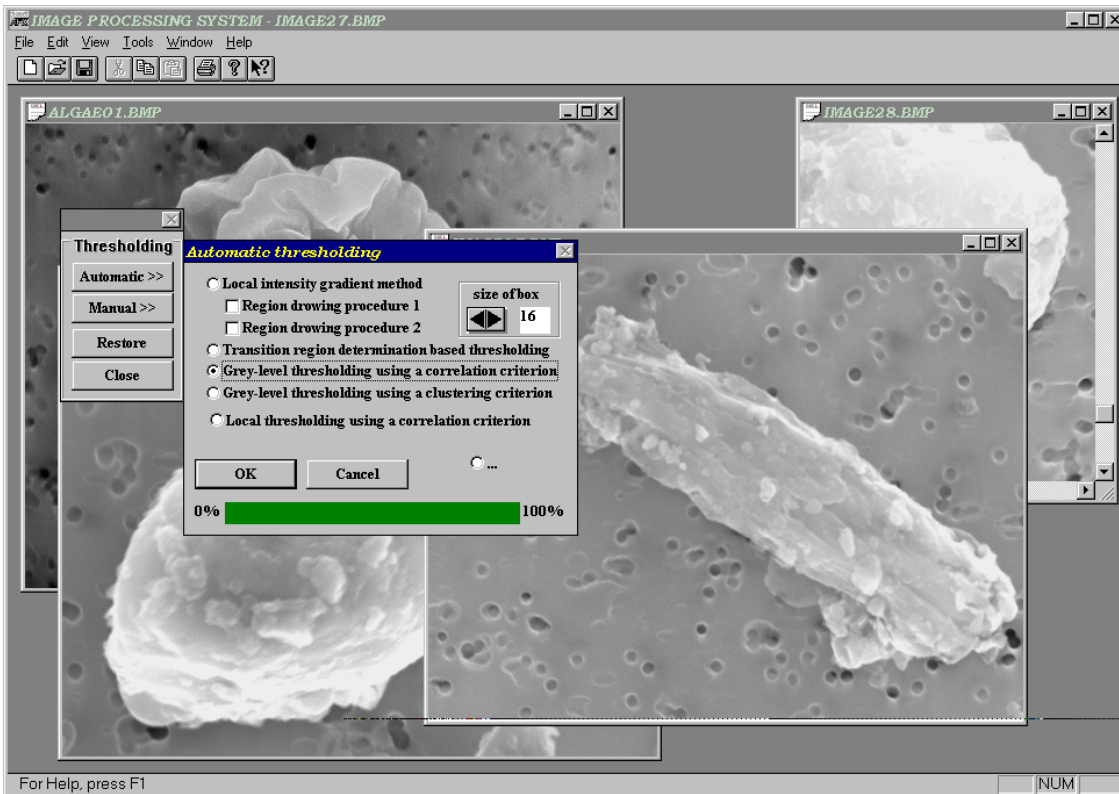 IMAGE PROCESSING SYSTEM - IMAGE27.BMP
File Edit View Tools Window Help
ALGAE01.BMP
IMAGE28.BMP
Thresholding
Automatic >>
Manual >>
Restore
Close
Automatic thresholding
Local intensity gradient method
Region drowing procedure 1
Region drowing procedure 2
size of box
16
Transition region determination based thresholding
Grey-level thresholding using a correlation criterion
Grey-level thresholding using a clustering criterion
Local thresholding using a correlation criterion
...
OK Cancel
0% 100%
For Help, press F1 NUM